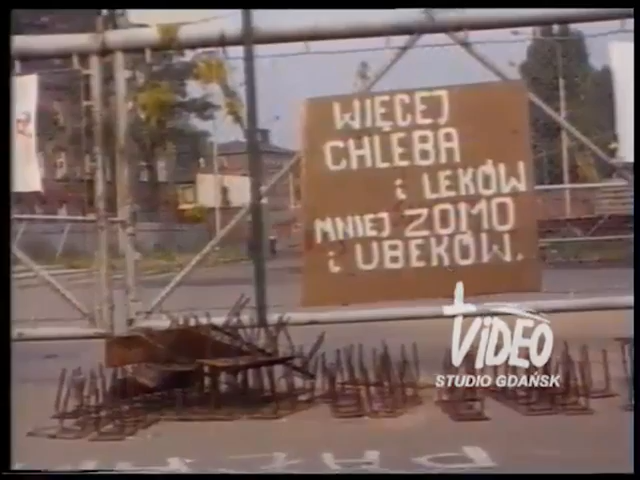 WIĘCEJ
CHLEBA
i LEKÓW
MNIEJ ZOMO
i UBEKÓW.
VIDEO
STUDIO GDAŃSK